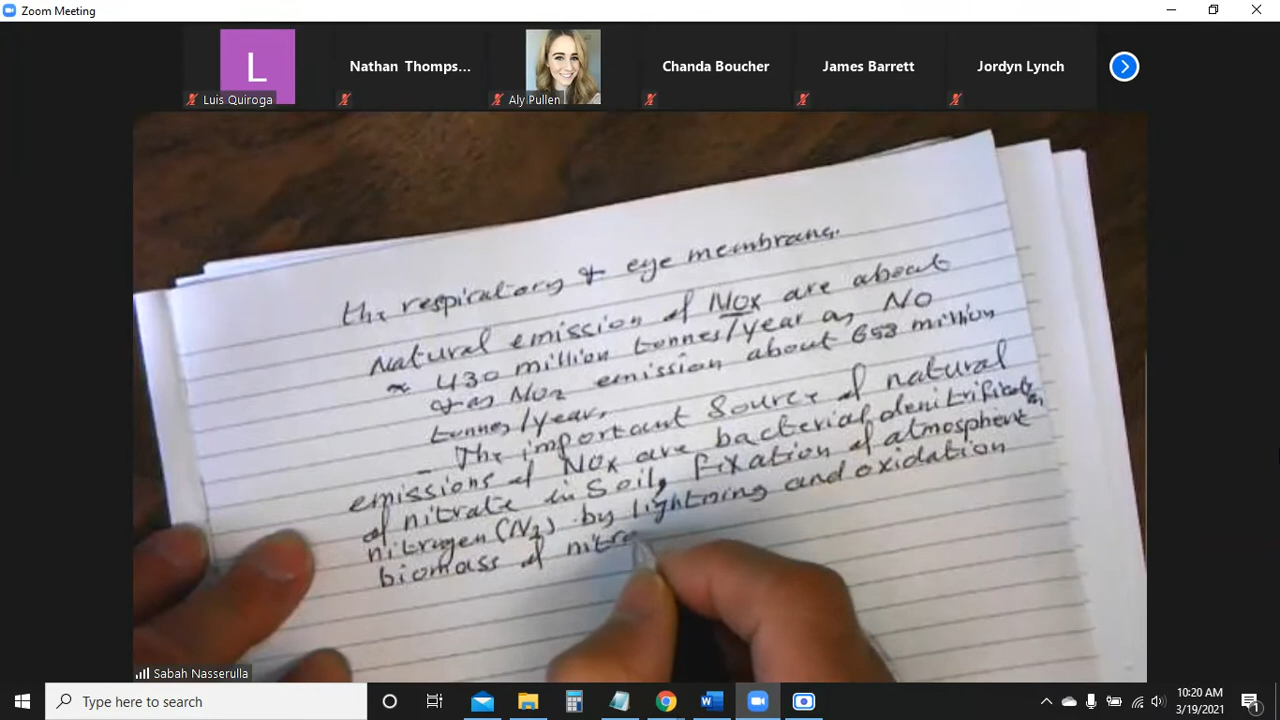 Zoom Meeting
L
Luis Quiroga
Nathan Thomps...
Aly Pullen
Chanda Boucher
James Barrett
Jordyn Lynch
the respiratory & eye membrane.
Natural emission of NOx are about
≈ 430 million tonnes/year as NO
& as NO2 emission about 658 million
tonnes/year.
- The important Source of natural
emissions of NOx are bacterial denitrification
of nitrate in Soil, fixation of atmospheric
nitrogen (N2) by lightning and oxidation
biomass of nitro
Sabah Nasserulla
Type here to search
10:20 AM
3/19/2021
1